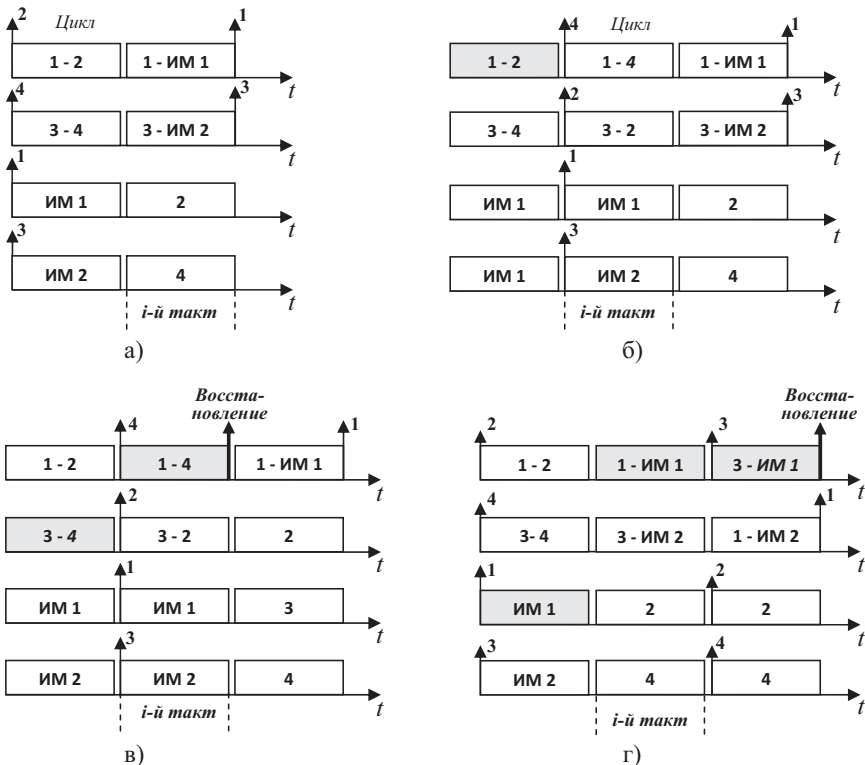 2 Цикл 1
1 - 2 1 - ИМ 1 t
4 3
3 - 4 3 - ИМ 2 t
1
ИМ 1 2 t
3
ИМ 2 4 t
i-й такт
а)
4 Цикл 1
1 - 2 1 - 4 1 - ИМ 1 t
2 3
3 - 4 3 - 2 3 - ИМ 2 t
1
ИМ 1 ИМ 1 2 t
3
ИМ 1 ИМ 2 4 t
i-й такт
б)
Восста-
новление
4 1
1 - 2 1 - 4 1 - ИМ 1 t
2
3 - 4 3 - 2 2 t
1
ИМ 1 ИМ 1 3 t
3
ИМ 2 ИМ 2 4 t
i-й такт
в)
Восста-
новление
2 3
1 - 2 1 - ИМ 1 3 - ИМ 1 t
4 1
3- 4 3 - ИМ 2 1 - ИМ 2 t
1 2
ИМ 1 2 2 t
3 4
ИМ 2 4 4 t
i-й такт
г)